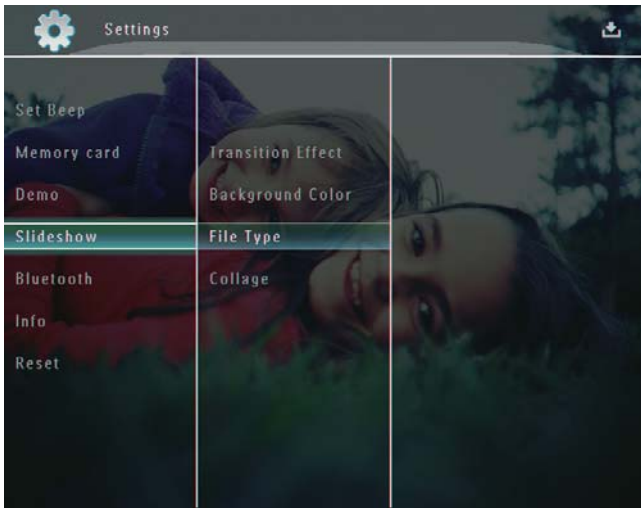 Settings
Set Beep
Memory card
Demo
Slideshow
Bluetooth
Info
Reset
Transition Effect
Background Color
File Type
Collage